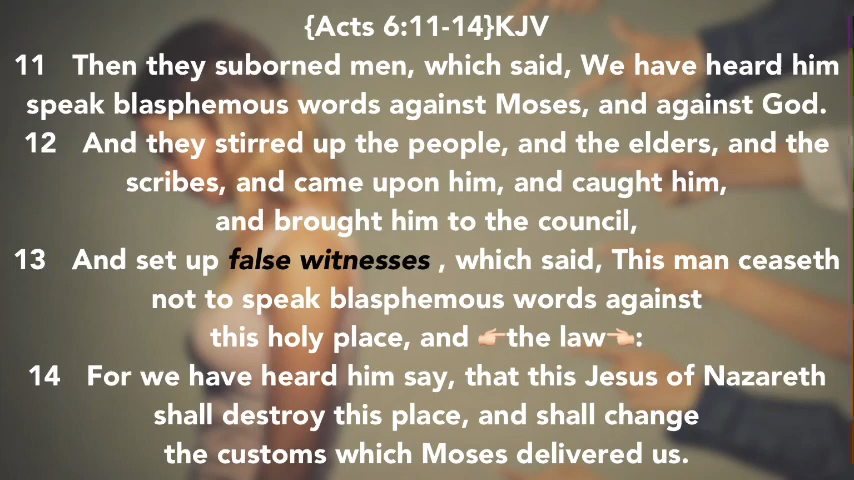 {Acts 6:11-14}KJV
11 Then they suborned men, which said, We have heard him
speak blasphemous words against Moses, and against God.
12 And they stirred up the people, and the elders, and the
scribes, and came upon him, and caught him,
and brought him to the council,
13 And set up false witnesses , which said, This man ceaseth
not to speak blasphemous words against
this holy place, and 👉the law👈:
14 For we have heard him say, that this Jesus of Nazareth
shall destroy this place, and shall change
the customs which Moses delivered us.